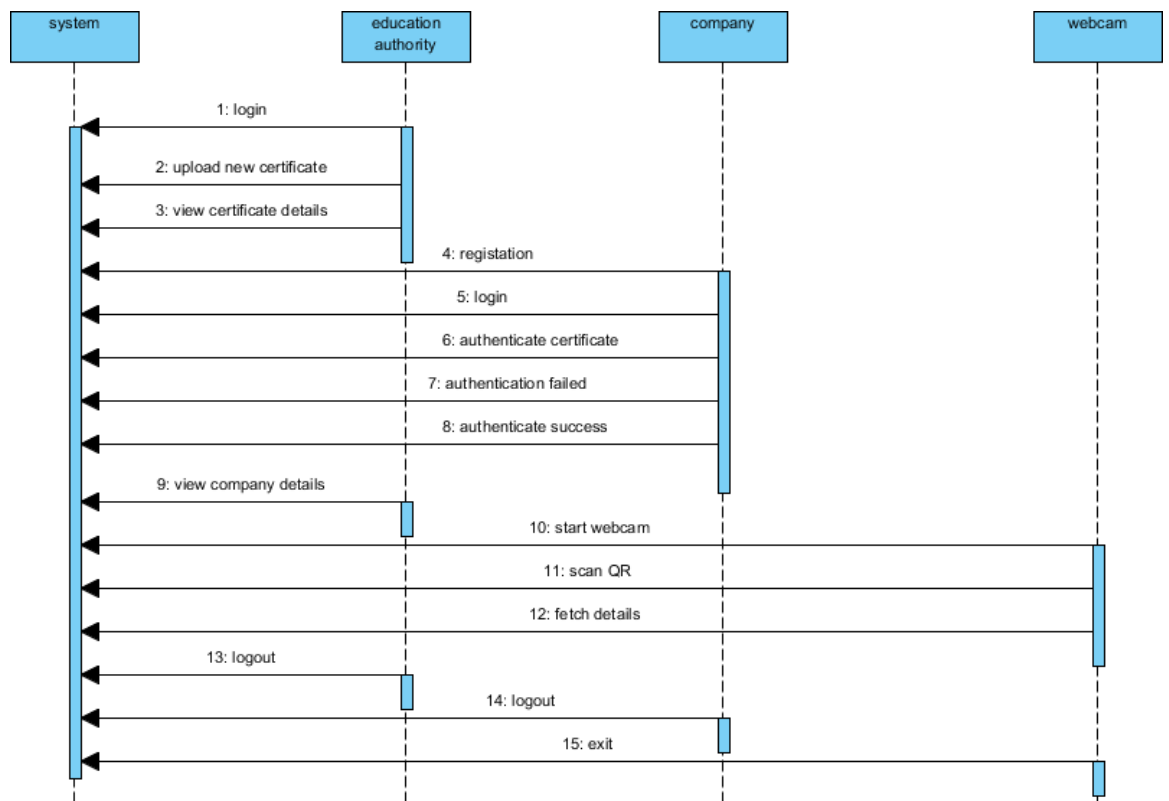 system
education
authority
company
webcam
1: login
2: upload new certificate
3: view certificate details
4: registation
5: login
6: authenticate certificate
7: authentication failed
8: authenticate success
9: view company details
10: start webcam
11: scan QR
12: fetch details
13: logout
14: logout
15: exit